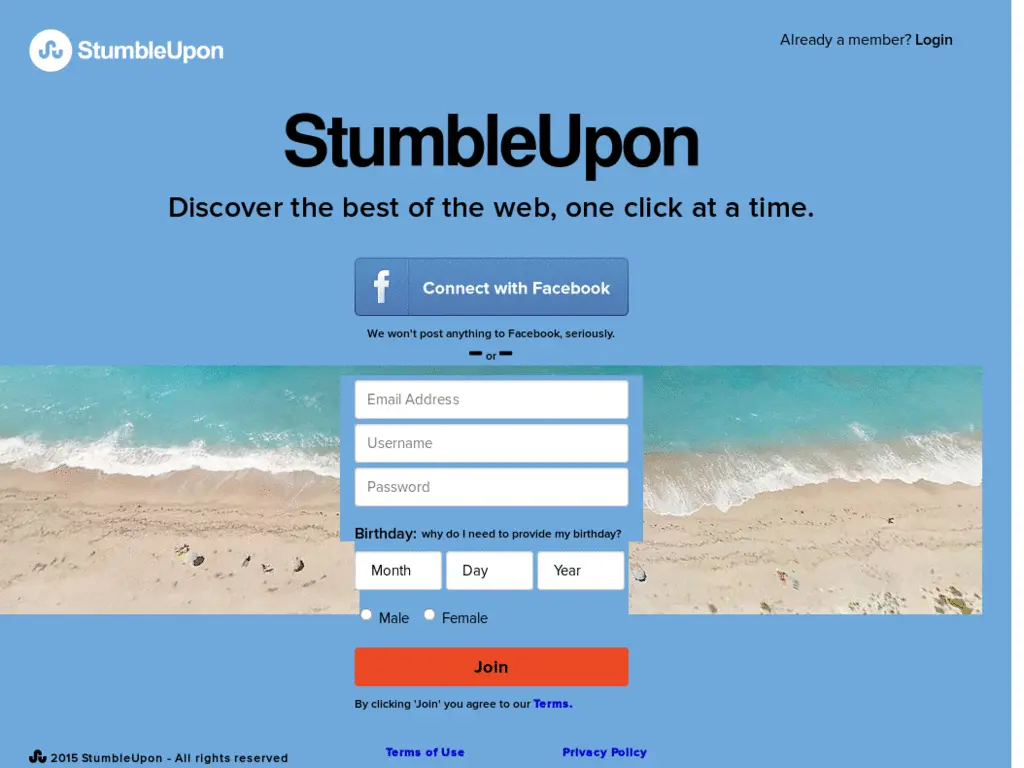 StumbleUpon
Already a member? Login
StumbleUpon
Discover the best of the web, one click at a time.
f Connect with Facebook
We won't post anything to Facebook, seriously.
or
Email Address
Username
Password
Birthday: why do I need to provide my birthday?
Month Day Year
Male Female
Join
By clicking 'Join' you agree to our Terms.
2015 StumbleUpon - All rights reserved Terms of Use Privacy Policy